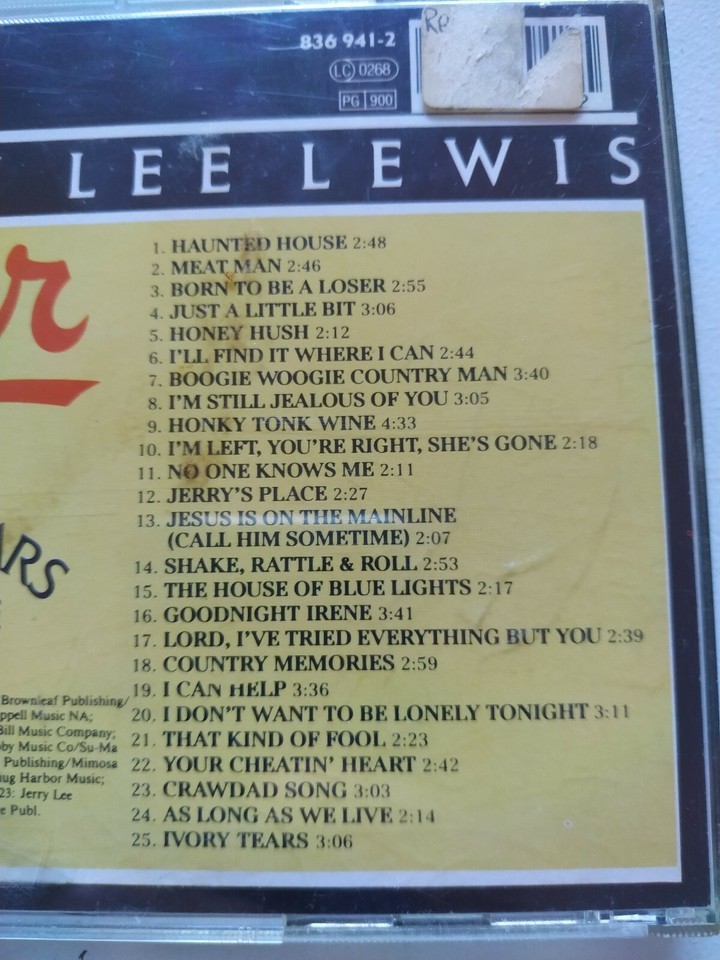 836 941-2
LC 0268
PG 900
Re
LEE LEWIS
r
1. HAUNTED HOUSE 2:48
2. MEAT MAN 2:46
3. BORN TO BE A LOSER 2:55
4. JUST A LITTLE BIT 3:06
5. HONEY HUSH 2:12
6. I'LL FIND IT WHERE I CAN 2:44
7. BOOGIE WOOGIE COUNTRY MAN 3:40
8. I'M STILL JEALOUS OF YOU 3:05
9. HONKY TONK WINE 4:33
10. I'M LEFT, YOU'RE RIGHT, SHE'S GONE 2:18
11. NO ONE KNOWS ME 2:11
12. JERRY'S PLACE 2:27
13. JESUS IS ON THE MAINLINE
(CALL HIM SOMETIME) 2:07
14. SHAKE, RATTLE & ROLL 2:53
15. THE HOUSE OF BLUE LIGHTS 2:17
16. GOODNIGHT IRENE 3:41
17. LORD, I'VE TRIED EVERYTHING BUT YOU 2:39
18. COUNTRY MEMORIES 2:59
19. I CAN HELP 3:36
20. I DON'T WANT TO BE LONELY TONIGHT 3:11
21. THAT KIND OF FOOL 2:23
22. YOUR CHEATIN' HEART 2:42
23. CRAWDAD SONG 3:03
24. AS LONG AS WE LIVE 2:14
25. IVORY TEARS 3:06
ARS
Brownleaf Publishing/
ppell Music NA;
Bill Music Company;
by Music Co/Su-Ma
Publishing/Mimosa
ug Harbor Music;
23: Jerry Lee
e Publ.